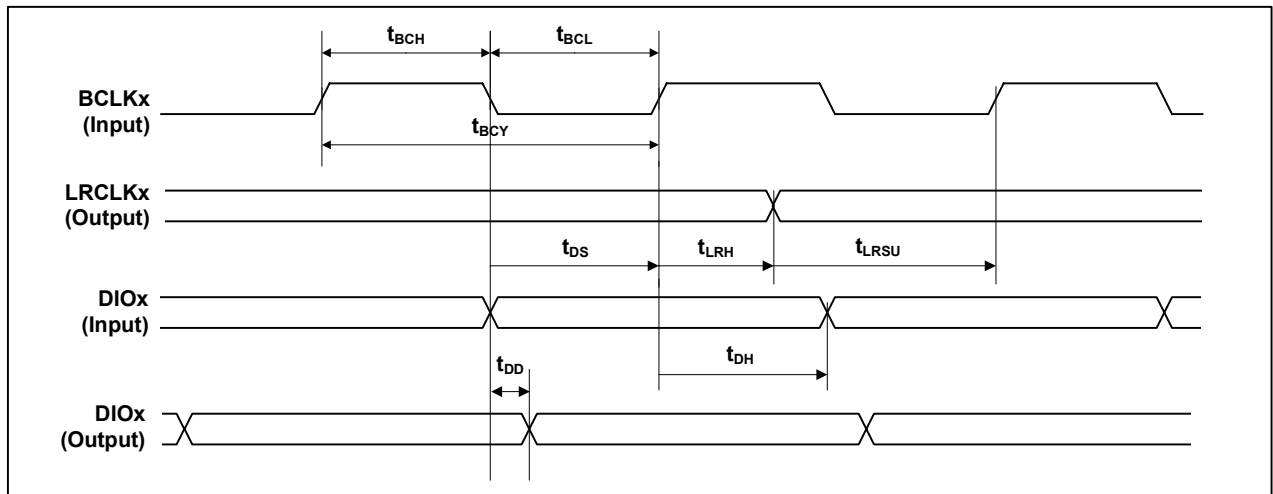 tBCH
tBCL
BCLKx
(Input)
tBCY
LRCLKx
(Output)
tDS
tLRH
tLRSU
DIOx
(Input)
tDD
tDH
DIOx
(Output)